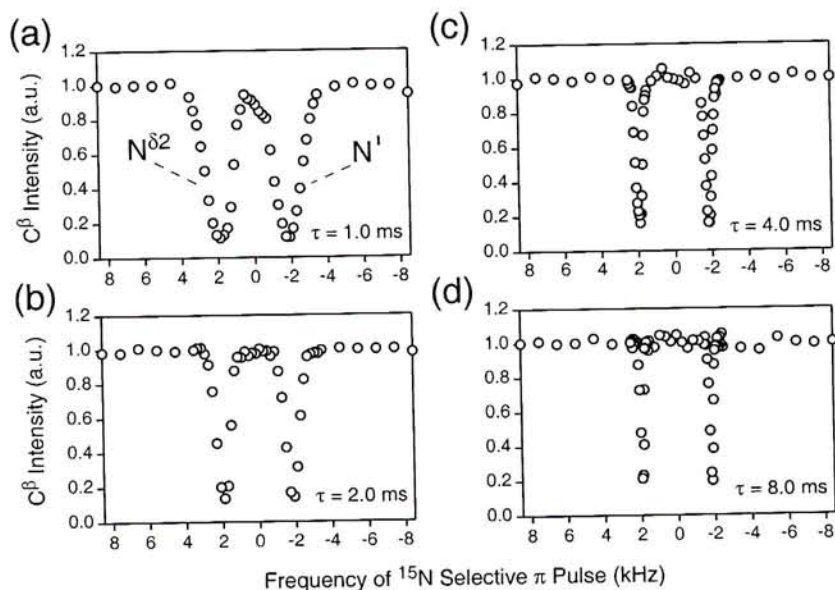 (a)
1.2
1.0
0.8
0.6
0.4
0.2
0.0
C^β Intensity (a.u.)
N^δ2
N'
τ = 1.0 ms
8 6 4 2 0 -2 -4 -6 -8
(c)
1.2
1.0
0.8
0.6
0.4
0.2
0.0
τ = 4.0 ms
8 6 4 2 0 -2 -4 -6 -8
(b)
1.2
1.0
0.8
0.6
0.4
0.2
0.0
C^β Intensity (a.u.)
τ = 2.0 ms
8 6 4 2 0 -2 -4 -6 -8
(d)
1.2
1.0
0.8
0.6
0.4
0.2
0.0
τ = 8.0 ms
8 6 4 2 0 -2 -4 -6 -8
Frequency of ¹⁵N Selective π Pulse (kHz)